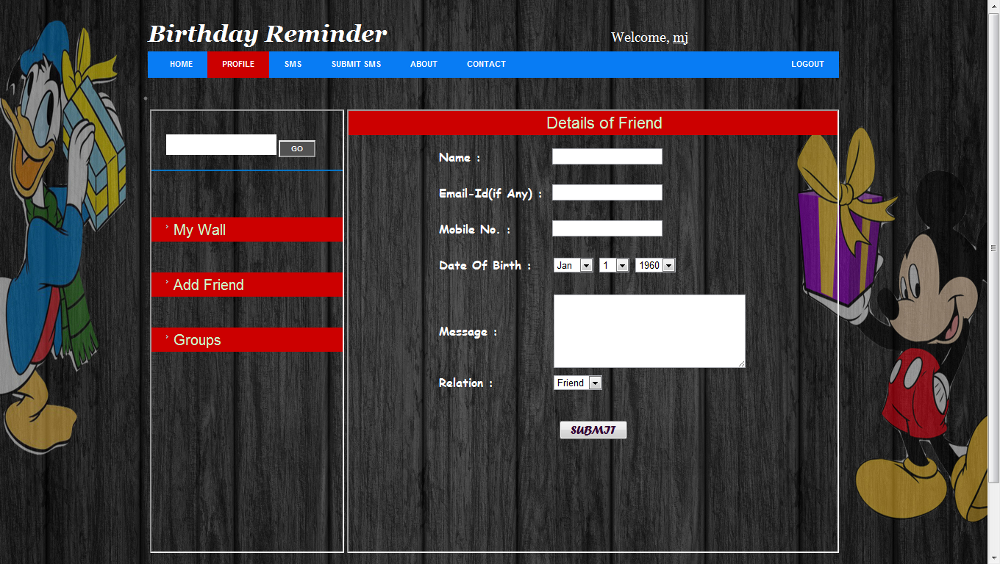 Birthday Reminder
Welcome, mj
HOME PROFILE SMS SUBMIT SMS ABOUT CONTACT LOGOUT
GO
My Wall
Add Friend
Groups
Details of Friend
Name :
Email-Id(if Any) :
Mobile No. :
Date Of Birth : Jan 1 1960
Message :
Relation : Friend
SUBMIT